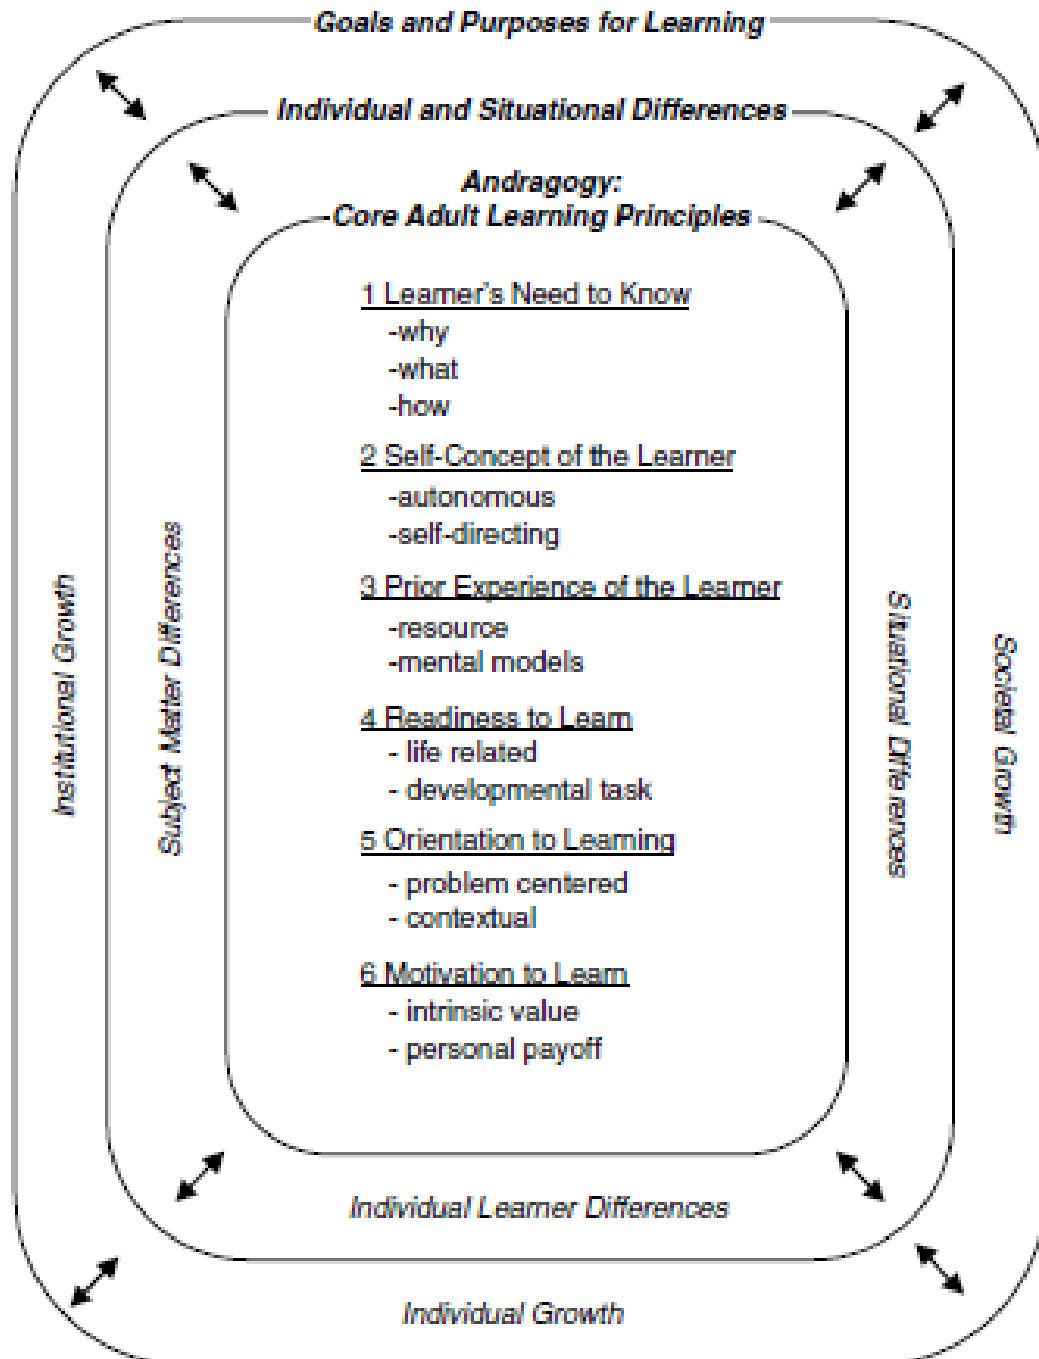 Goals and Purposes for Learning
Individual and Situational Differences
Andragogy:
Core Adult Learning Principles
1 Learner's Need to Know
-why
-what
-how
2 Self-Concept of the Learner
-autonomous
-self-directing
3 Prior Experience of the Learner
-resource
-mental models
4 Readiness to Learn
- life related
- developmental task
5 Orientation to Learning
- problem centered
- contextual
6 Motivation to Learn
- intrinsic value
- personal payoff
Institutional Growth
Subject Matter Differences
Situational Differences
Societal Growth
Individual Learner Differences
Individual Growth